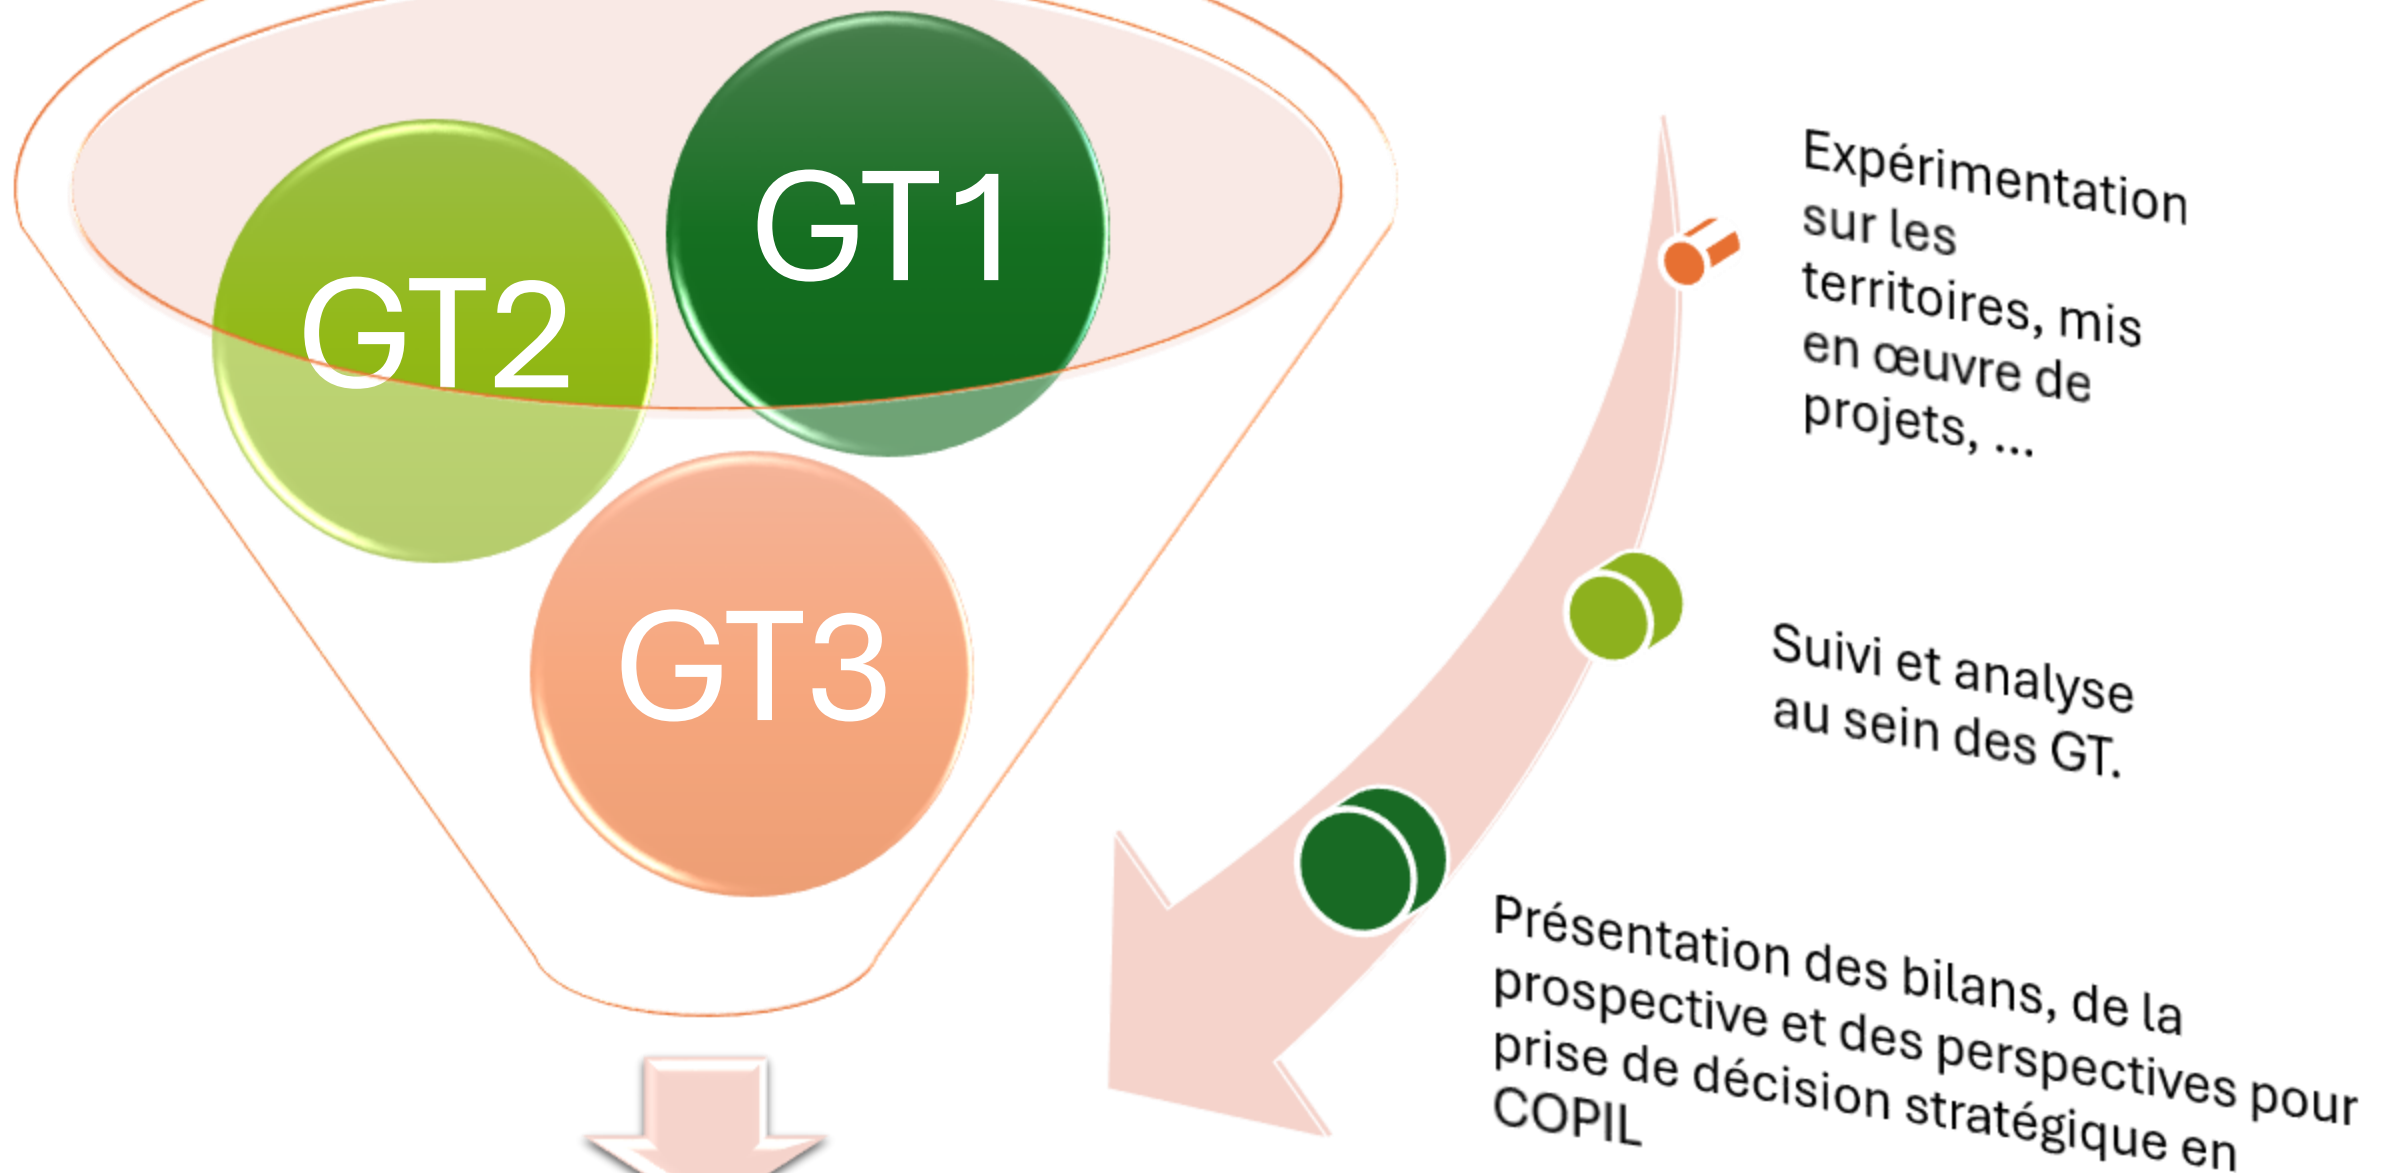 GT1
GT2
GT3
Expérimentation
sur les
territoires, mis
en œuvre de
projets, ...
Suivi et analyse
au sein des GT.
Présentation des bilans, de la
prospective et des perspectives pour
prise de décision stratégique en
COPIL